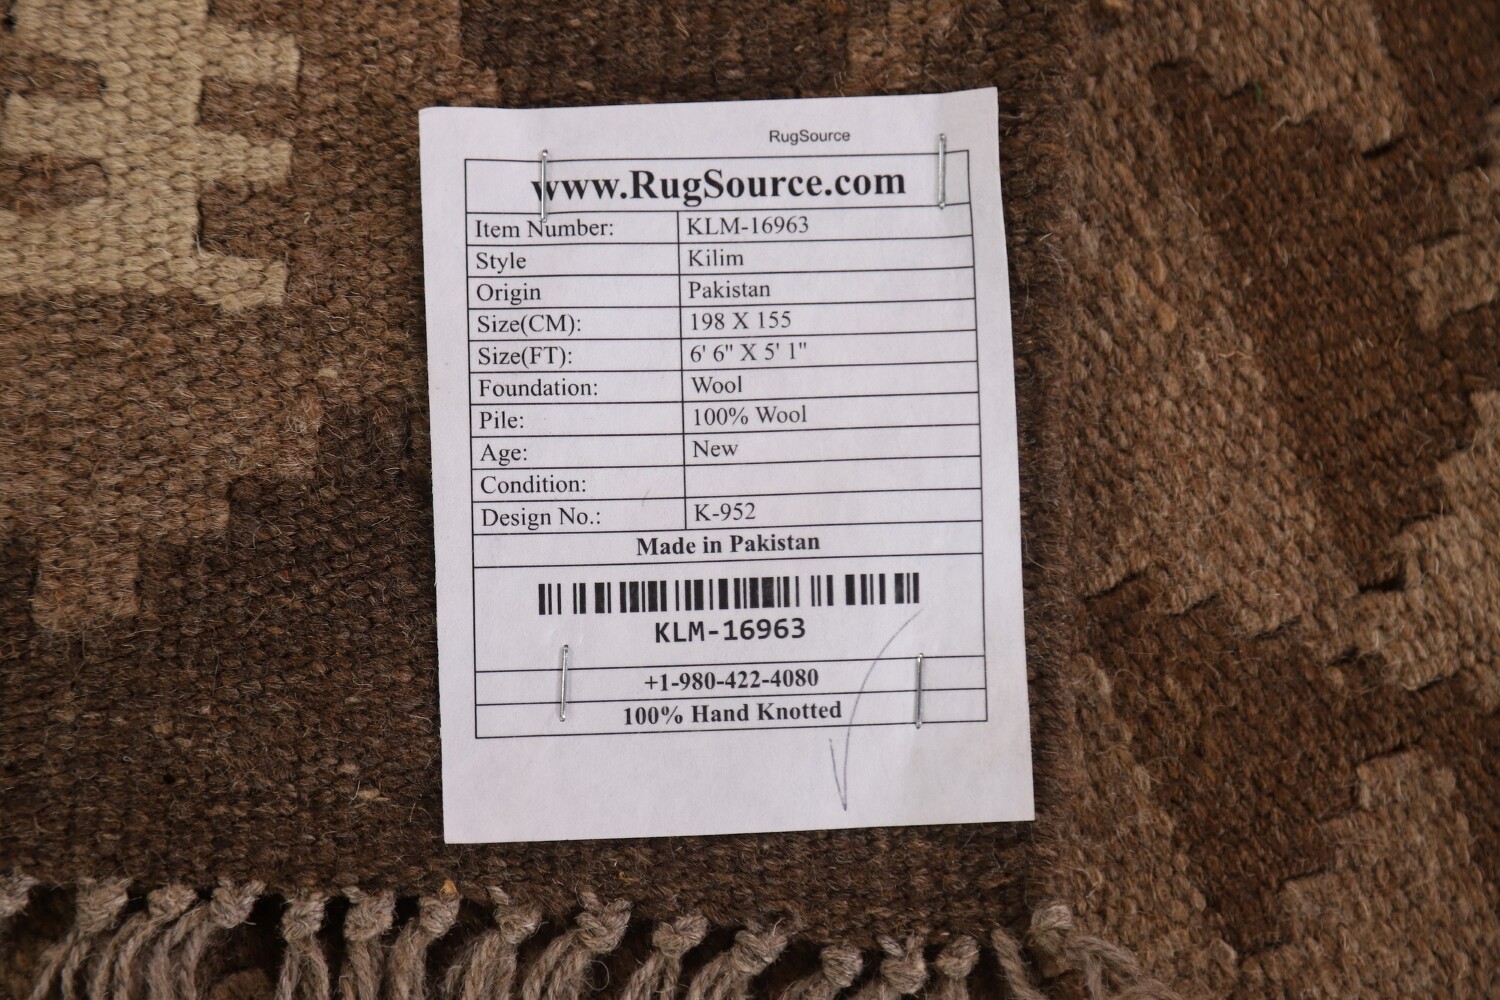 RugSource
www.RugSource.com
Item Number: KLM-16963
Style Kilim
Origin Pakistan
Size(CM): 198 X 155
Size(FT): 6' 6" X 5' 1"
Foundation: Wool
Pile: 100% Wool
Age: New
Condition:
Design No.: K-952
Made in Pakistan
KLM-16963
+1-980-422-4080
100% Hand Knotted